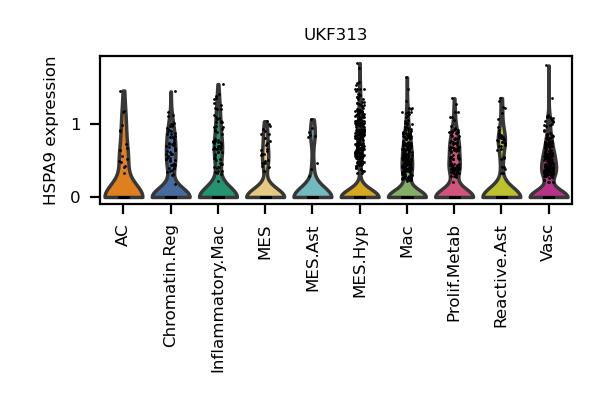 UKF313
HSPA9 expression
1
0
AC
Chromatin.Reg
Inflammatory.Mac
MES
MES.Ast
MES.Hyp
Mac
Prolif.Metab
Reactive.Ast
Vasc